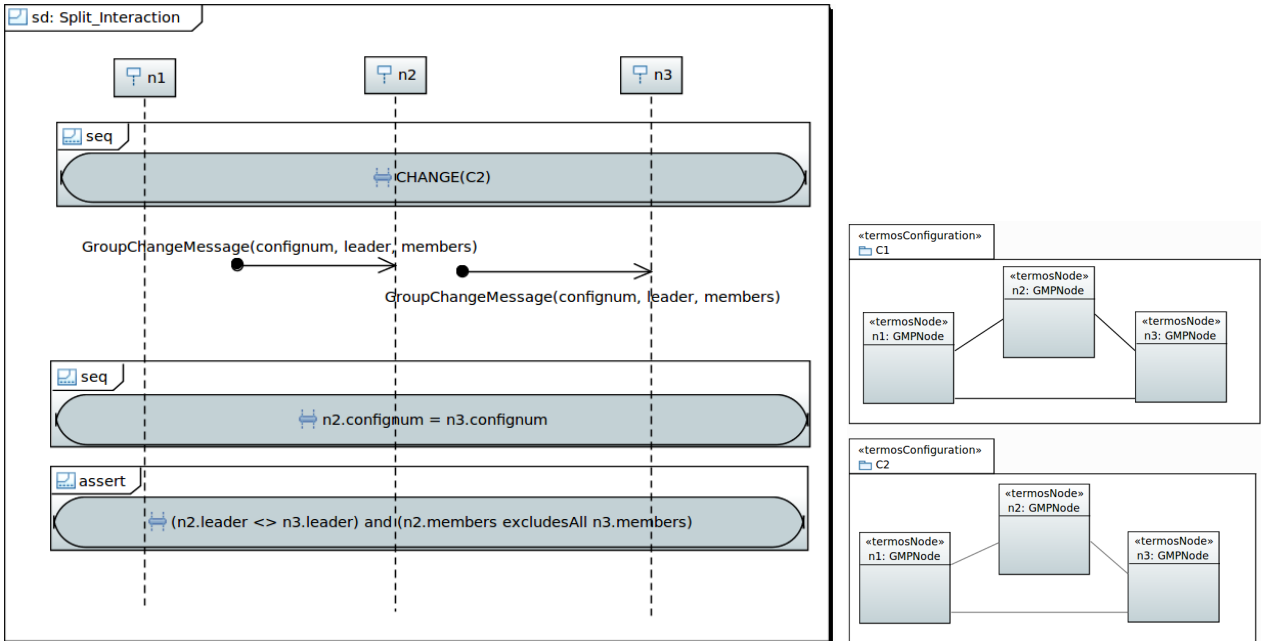 sd: Split_Interaction
n1
n2
n3
seq
CHANGE(C2)
GroupChangeMessage(confignum, leader, members)
GroupChangeMessage(confignum, leader, members)
seq
n2.confignum = n3.confignum
assert
(n2.leader <> n3.leader) and (n2.members excludesAll n3.members)
«termosConfiguration»
C1
«termosNode»
n2: GMPNode
«termosNode»
n1: GMPNode
«termosNode»
n3: GMPNode
«termosConfiguration»
C2
«termosNode»
n2: GMPNode
«termosNode»
n1: GMPNode
«termosNode»
n3: GMPNode